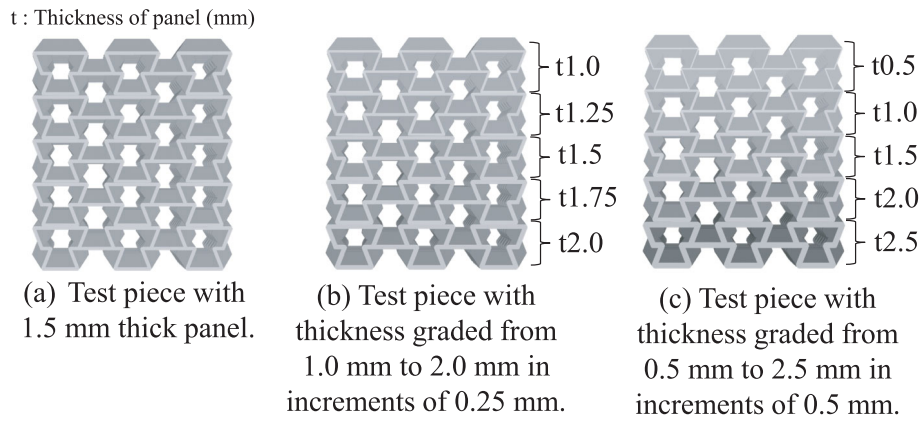 t : Thickness of panel (mm)
t1.0
t1.25
t1.5
t1.75
t2.0
t0.5
t1.0
t1.5
t2.0
t2.5
(a) Test piece with
1.5 mm thick panel.
(b) Test piece with
thickness graded from
1.0 mm to 2.0 mm in
increments of 0.25 mm.
(c) Test piece with
thickness graded from
0.5 mm to 2.5 mm in
increments of 0.5 mm.